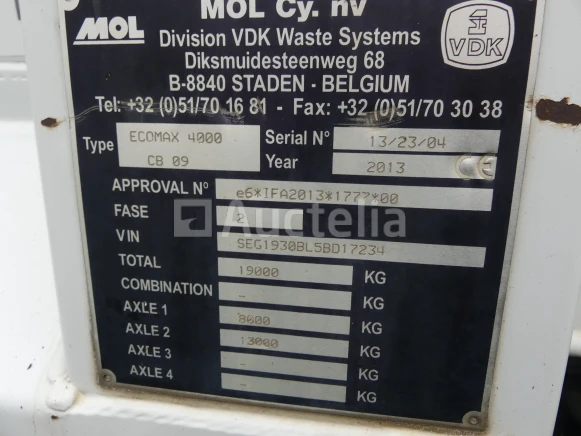 MOL
MOL Cy. nv
VDK
Division VDK Waste Systems
Diksmuidesteenweg 68
B-8840 STADEN - BELGIUM
Tel: +32 (0)51/70 16 81 - Fax: +32 (0)51/70 30 38
Type ECOMAX 4000 Serial N° 13/23/04
CB 09 Year 2013
APPROVAL N° e6*IFA2013*1777*00
FASE 2
Auctelia
VIN SEG1930BL5BD17234
TOTAL 19000 KG
COMBINATION - KG
AXLE 1 8600 KG
AXLE 2 13000 KG
AXLE 3 - KG
AXLE 4 - KG